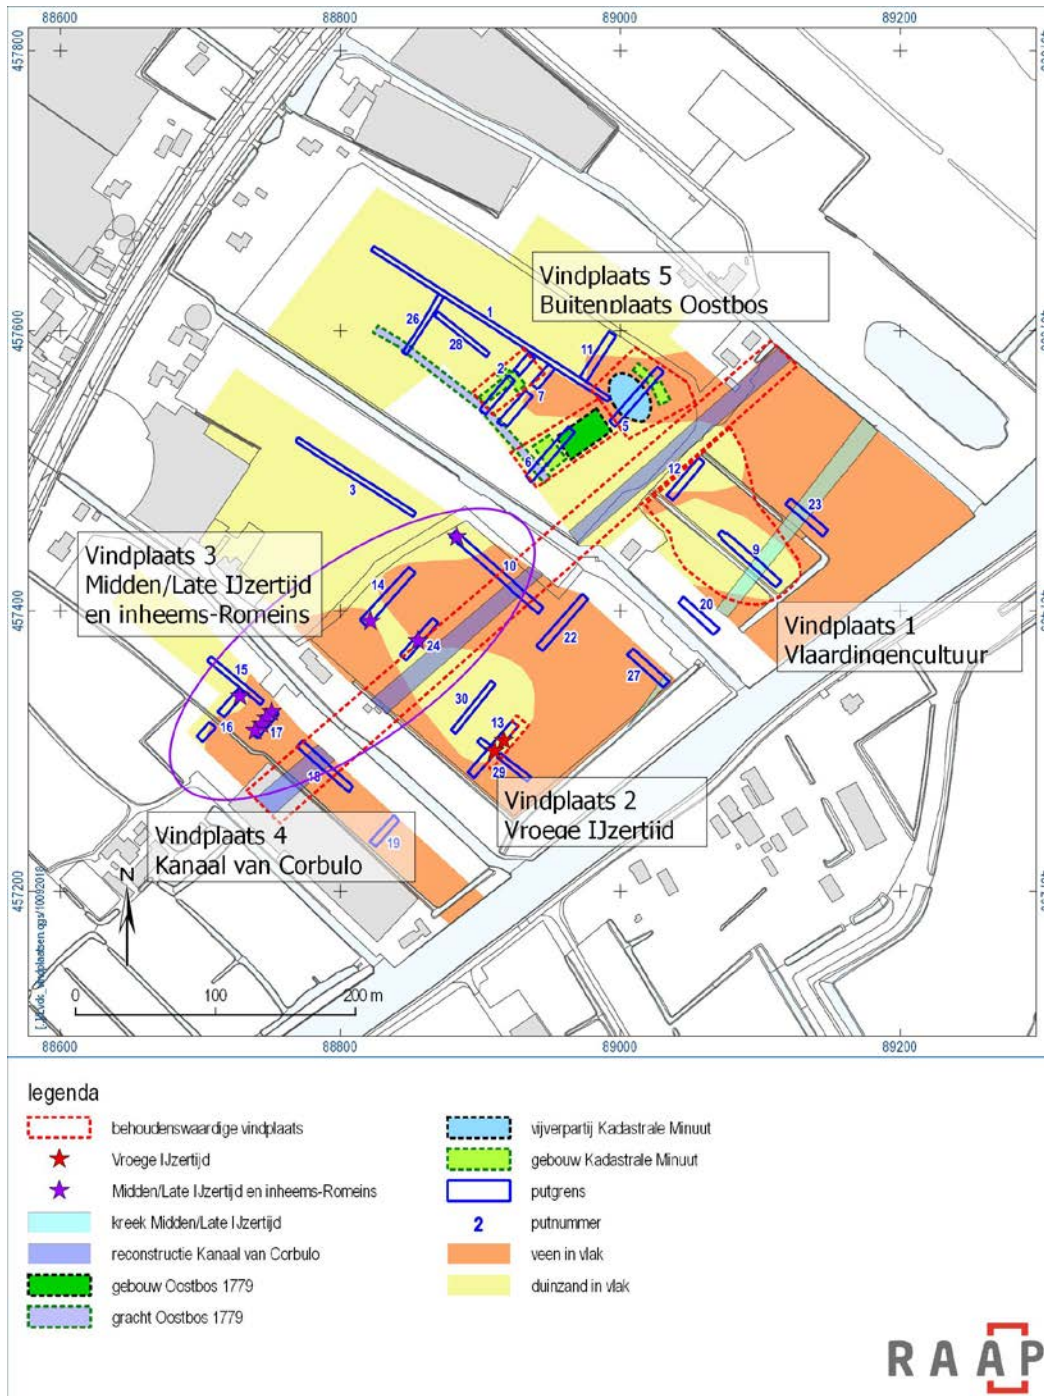 88600 88800 89000 89200
457800
457600
457400
457200
Vindplaats 5
Buitenplaats Oostbos
1
26
28
11
2
7
5
6
3
12
23
9
20
Vindplaats 3
Midden/Late IJzertijd
en inheems-Romeins
10
14
24
22
27
30
13
29
15
16
17
18
19
Vindplaats 1
Vlaardingencultuur
Vindplaats 2
Vroege IJzertijd
Vindplaats 4
Kanaal van Corbulo
N
0 100 200 m
88600 88800 89000 89200
legenda
behoudenswaardige vindplaats
Vroege IJzertijd
Midden/Late IJzertijd en inheems-Romeins
kreek Midden/Late IJzertijd
reconstructie Kanaal van Corbulo
gebouw Oostbos 1779
gracht Oostbos 1779
vijverpartij Kadastrale Minuut
gebouw Kadastrale Minuut
putgrens
2 putnummer
veen in vlak
duinzand in vlak
RAAP